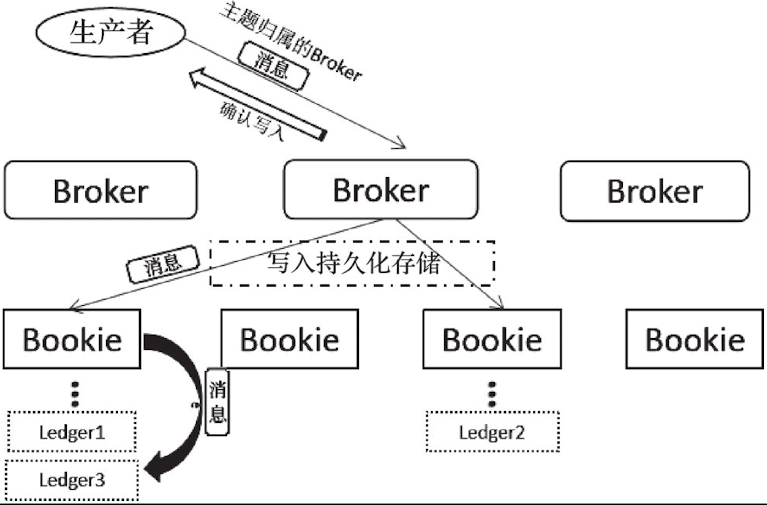 生产者
主题归属的Broker
消息
确认写入
Broker
Broker
Broker
消息
写入持久化存储
Bookie
Bookie
Bookie
Bookie
消息
e
Ledger1
Ledger2
Ledger3